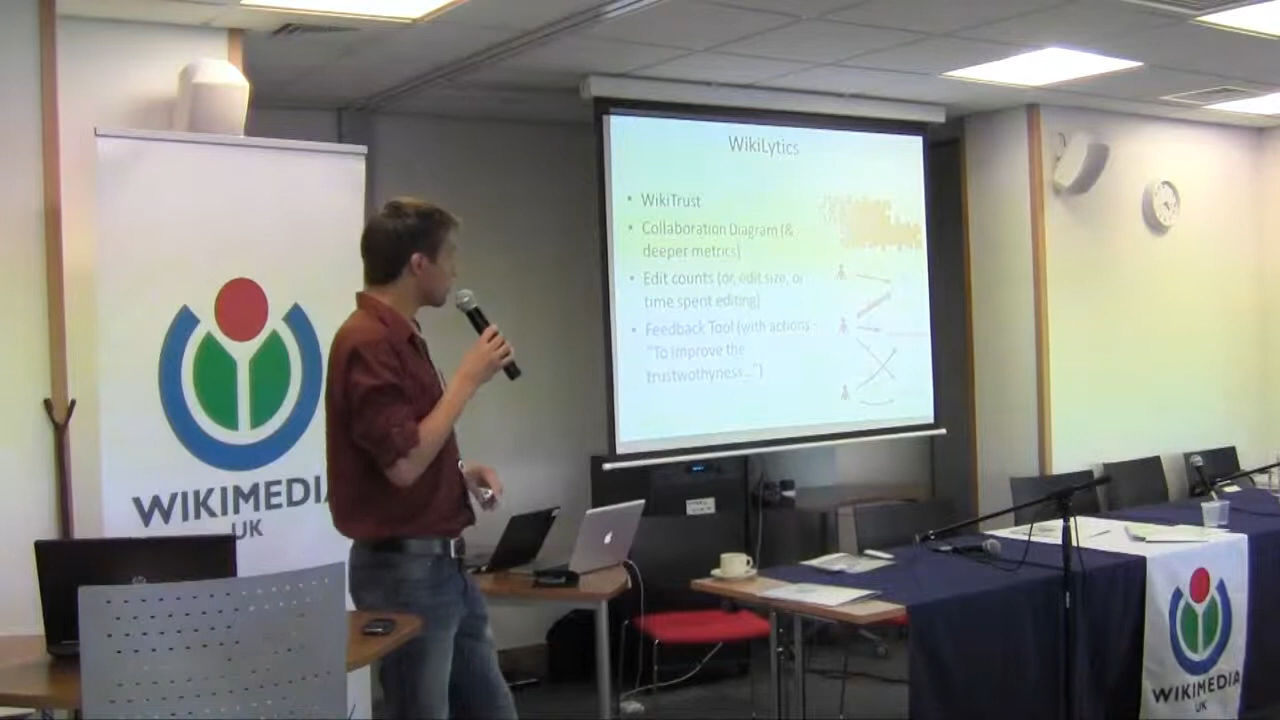 WikiLytics
• WikiTrust
• Collaboration Diagram (&
deeper metrics)
• Edit counts (or, edit size, or
time spent editing)
• Feedback Tool (with actions -
"To improve the
trustwothyness...")
WIKIMEDIA
UK
WIKIMEDIA
UK